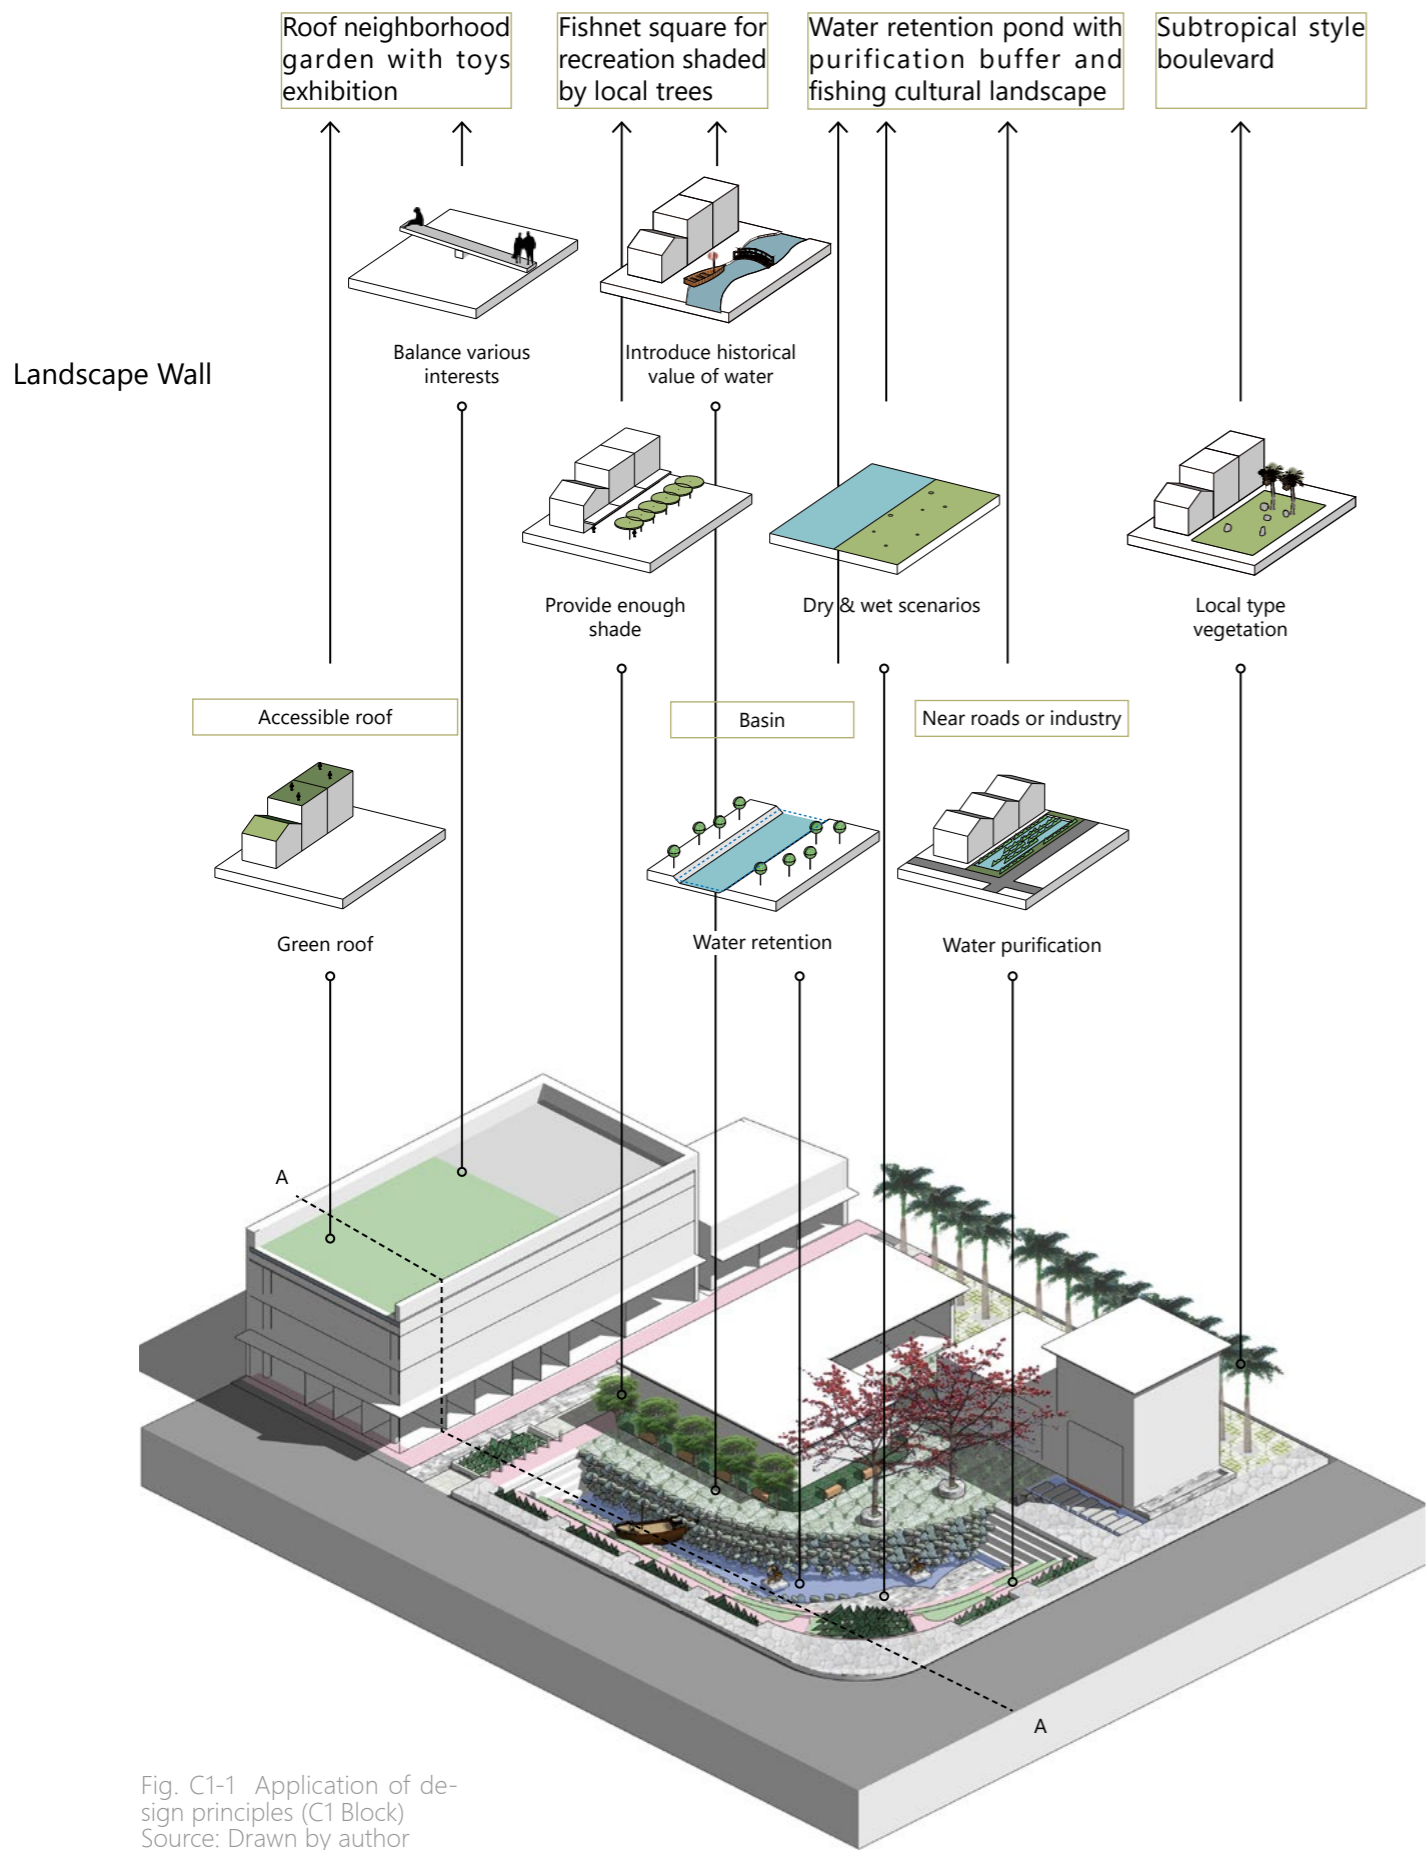 Roof neighborhood
garden with toys
exhibition
Fishnet square for
recreation shaded
by local trees
Water retention pond with
purification buffer and
fishing cultural landscape
Subtropical style
boulevard
Balance various
interests
Introduce historical
value of water
Landscape Wall
Provide enough
shade
Dry & wet scenarios
Local type
vegetation
Accessible roof
Basin
Near roads or industry
Green roof
Water retention
Water purification
A
A
Fig. C1-1 Application of de-
sign principles (C1 Block)
Source: Drawn by author